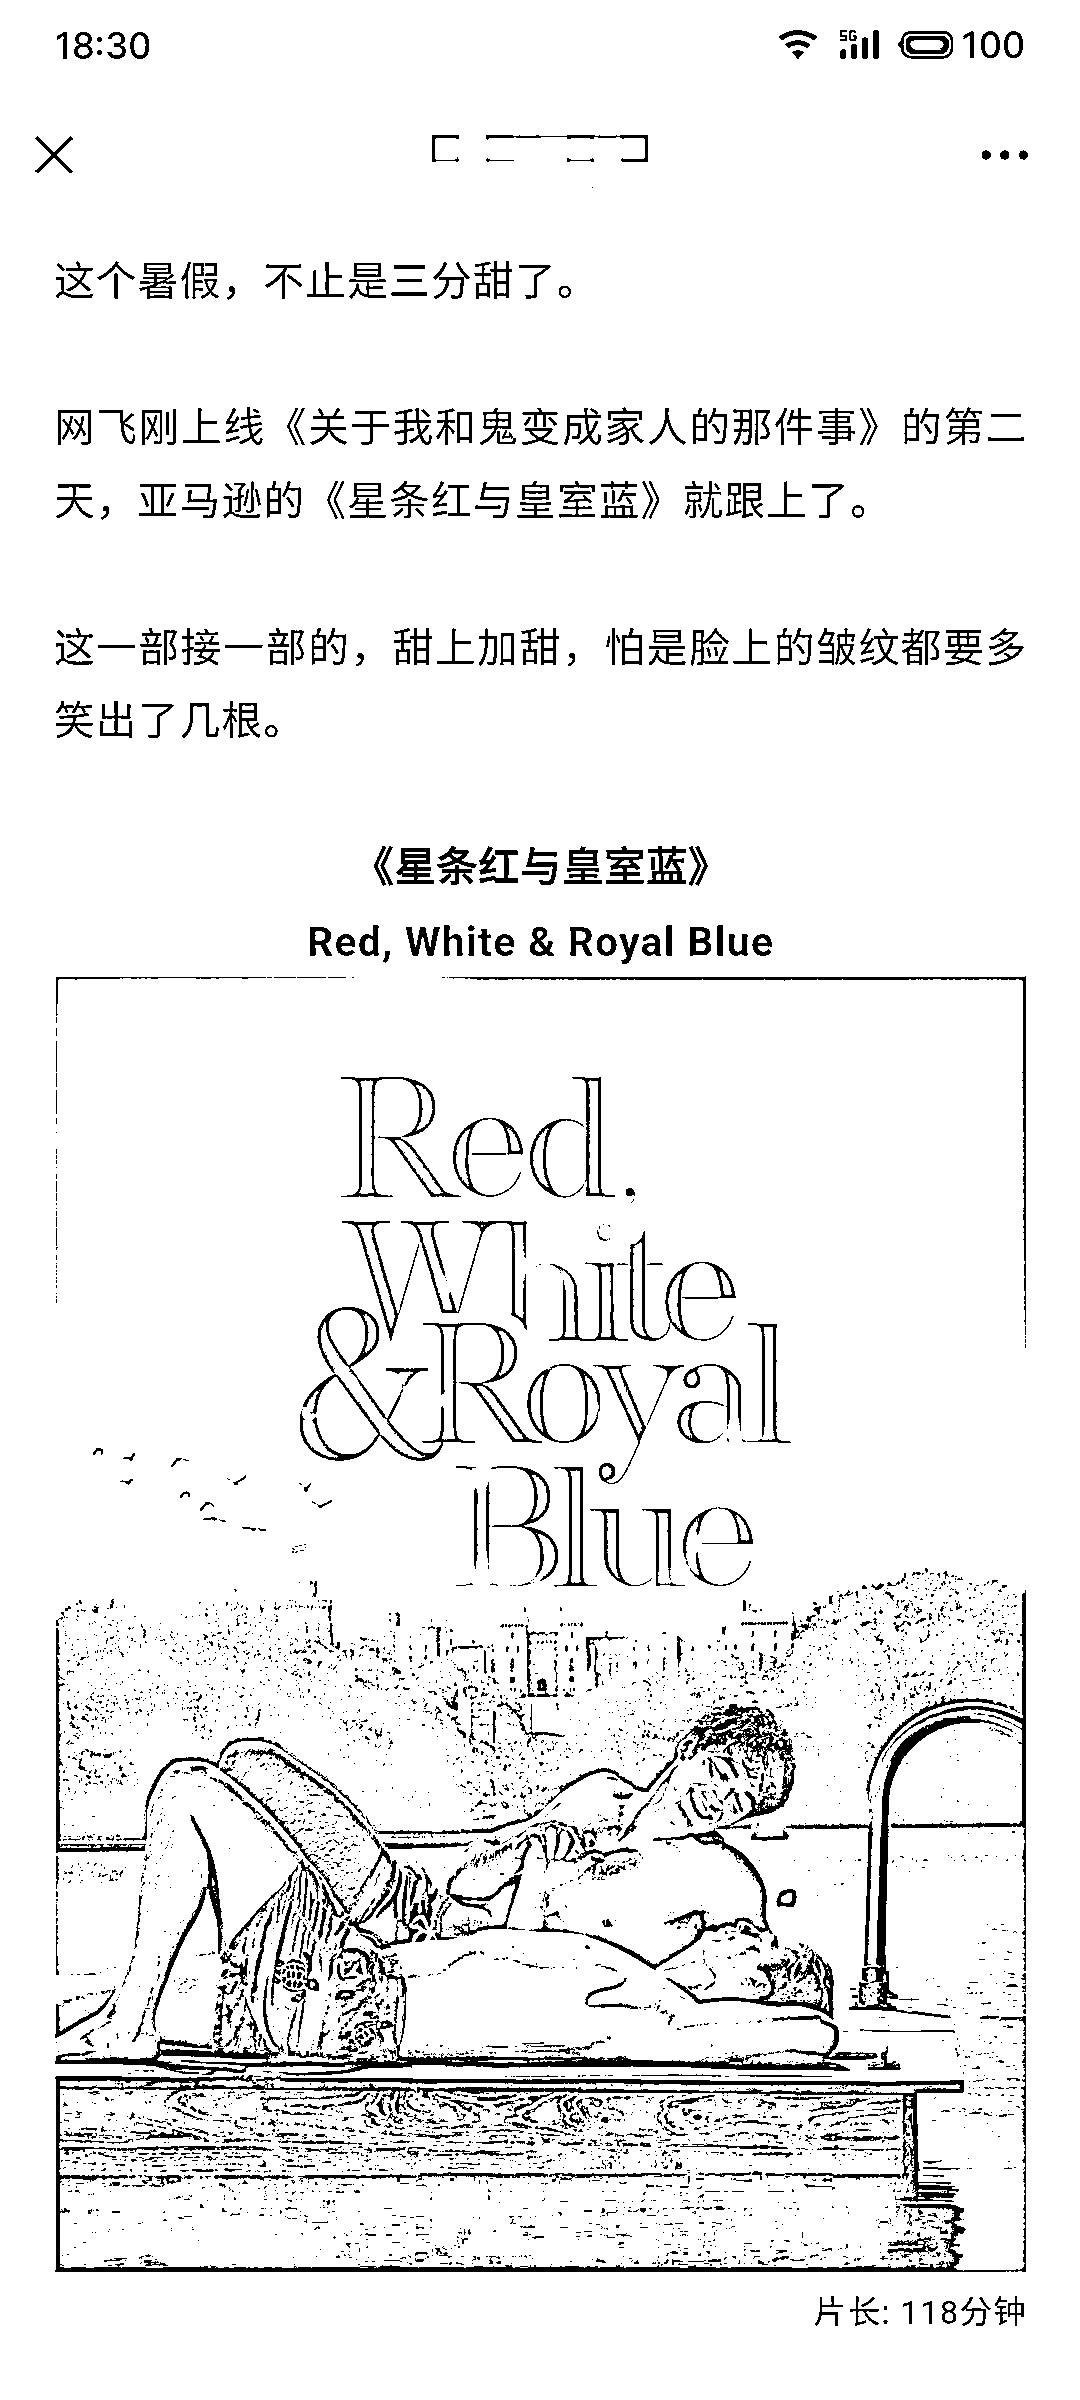 18:30
5G 100
这个暑假，不止是三分甜了。
网飞刚上线《关于我和鬼变成家人的那件事》的第二
天，亚马逊的《星条红与皇室蓝》就跟上了。
这一部接一部的，甜上加甜，怕是脸上的皱纹都要多
笑出了几根。
《星条红与皇室蓝》
Red, White & Royal Blue
Red,
White
&Royal
Blue
片长: 118分钟